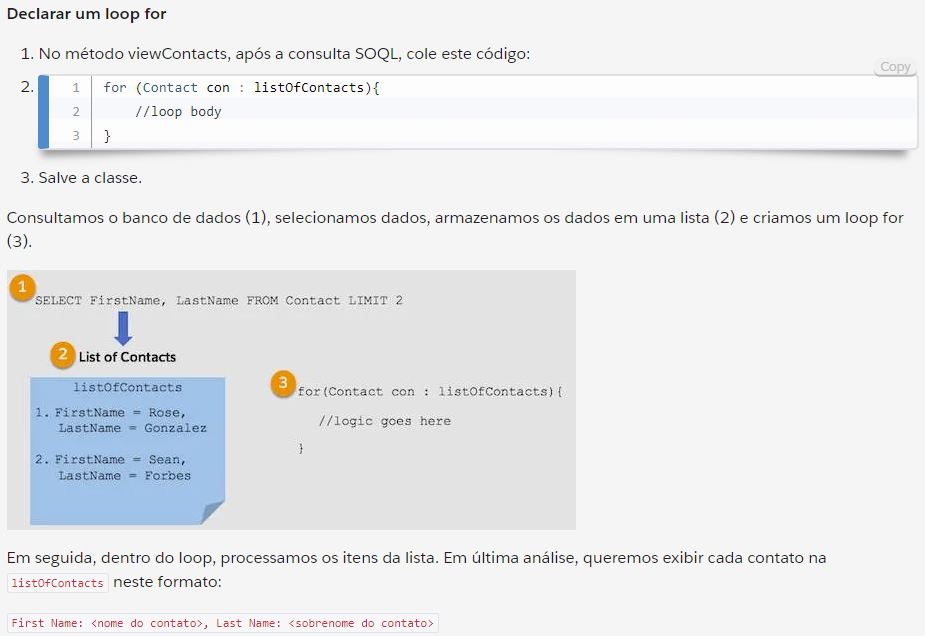 Declarar um loop for
1. No método viewContacts, após a consulta SOQL, cole este código:
Copy
2.
1 for (Contact con : listOfContacts){
2 //loop body
3 }
3. Salve a classe.
Consultamos o banco de dados (1), selecionamos dados, armazenamos os dados em uma lista (2) e criamos um loop for
(3).
1
SELECT FirstName, LastName FROM Contact LIMIT 2
2 List of Contacts
listOfContacts
1. FirstName = Rose,
LastName = Gonzalez
2. FirstName = Sean,
LastName = Forbes
3
for(Contact con : listOfContacts){
//logic goes here
}
Em seguida, dentro do loop, processamos os itens da lista. Em última análise, queremos exibir cada contato na
listOfContacts neste formato:
First Name: <nome do contato>, Last Name: <sobrenome do contato>